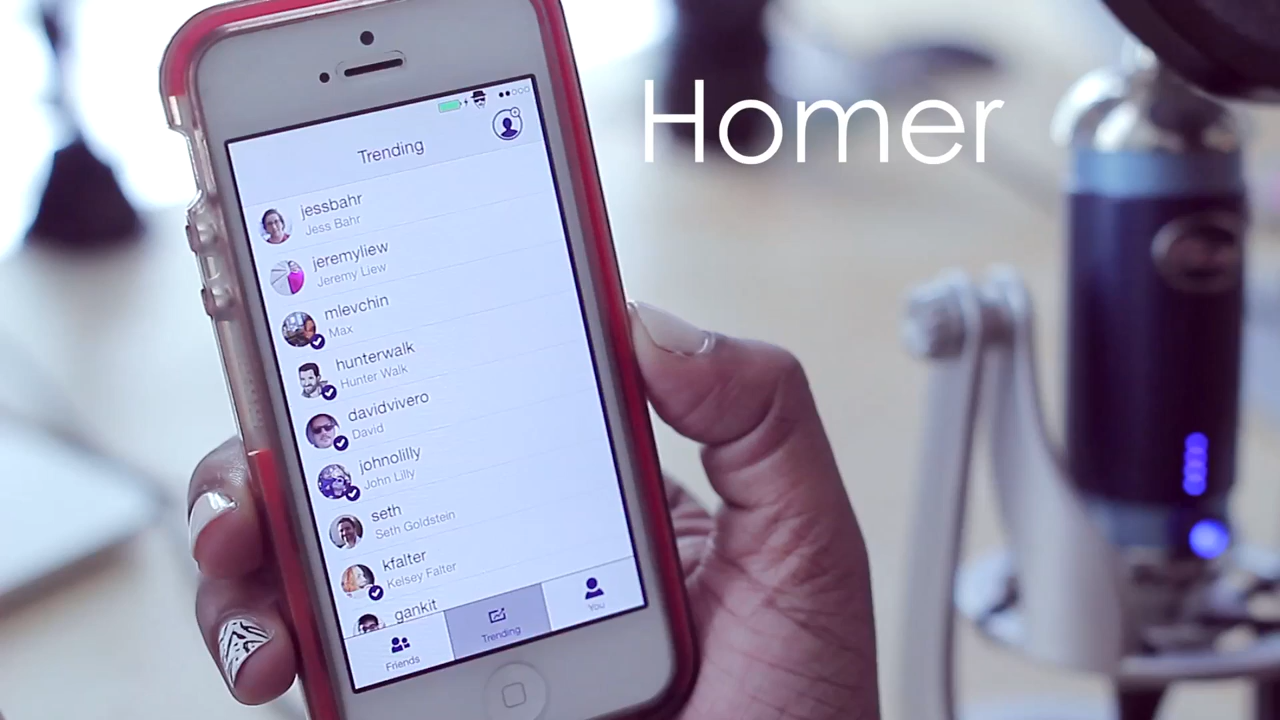 Homer
Trending
jessbahr
Jess Bahr
jeremyliew
Jeremy Liew
mlevchin
Max
hunterwalk
Hunter Walk
davidvivero
David
johnolilly
John Lilly
seth
Seth Goldstein
kfalter
Kelsey Falter
gankit
Friends
Trending
You